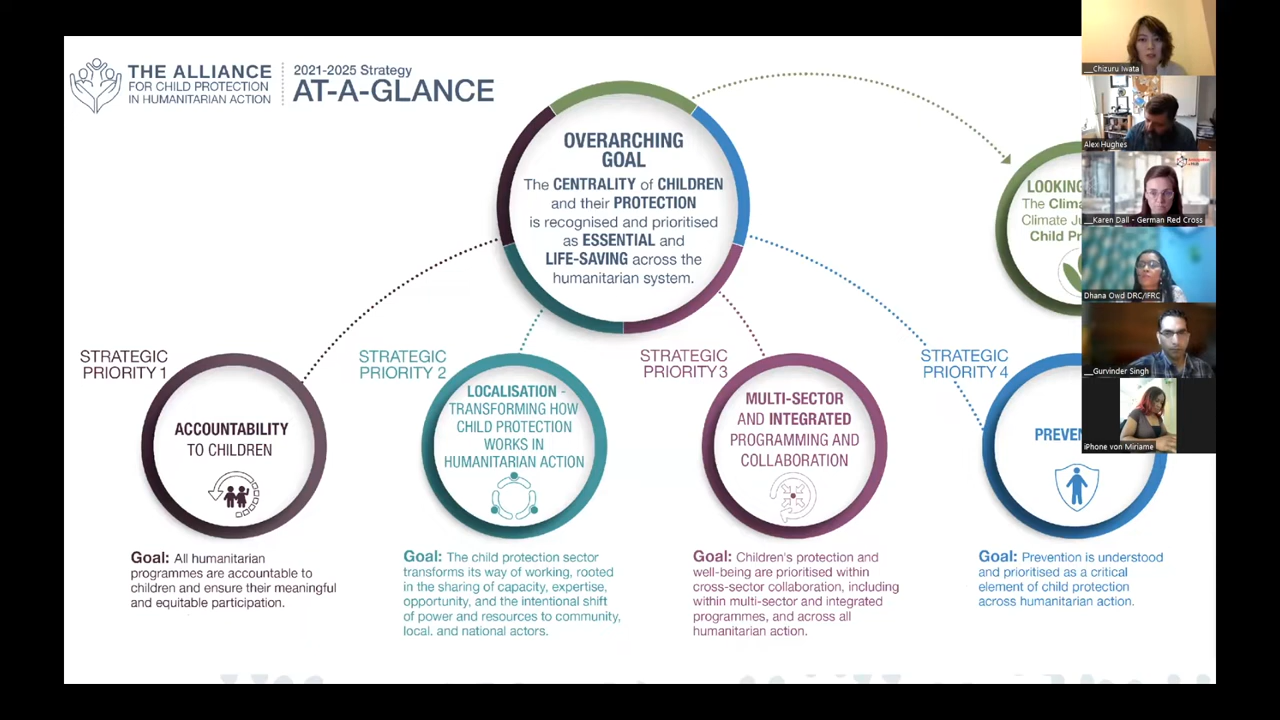 THE ALLIANCE
FOR CHILD PROTECTION
IN HUMANITARIAN ACTION
2021-2025 Strategy
AT-A-GLANCE
OVERARCHING
GOAL
The CENTRALITY of CHILDREN
and their PROTECTION
is recognised and prioritised
as ESSENTIAL and
LIFE-SAVING across the
humanitarian system.
LOOKING
The
Climate
Child
STRATEGIC
PRIORITY 1
ACCOUNTABILITY
TO CHILDREN
Goal: All humanitarian
programmes are accountable to
children and ensure their meaningful
and equitable participation.
STRATEGIC
PRIORITY 2
LOCALISATION -
TRANSFORMING HOW
CHILD PROTECTION
WORKS IN
HUMANITARIAN ACTION
Goal: The child protection sector
transforms its way of working, rooted
in the sharing of capacity, expertise,
opportunity, and the intentional shift
of power and resources to community,
local, and national actors.
STRATEGIC
PRIORITY 3
MULTI-SECTOR
AND INTEGRATED
PROGRAMMING AND
COLLABORATION
Goal: Children's protection and
well-being are prioritised within
cross-sector collaboration, including
within multi-sector and integrated
programmes, and across all
humanitarian action.
STRATEGIC
PRIORITY 4
Goal: Prevention is understood
and prioritised as a critical
element of child protection
across humanitarian action.
__Chizuru Iwata
Alex Hughes
__Karen Dall - German Red Cross
Dhana Owd DRC/IFRC
__Gurvinder Singh
iPhone von Miriame